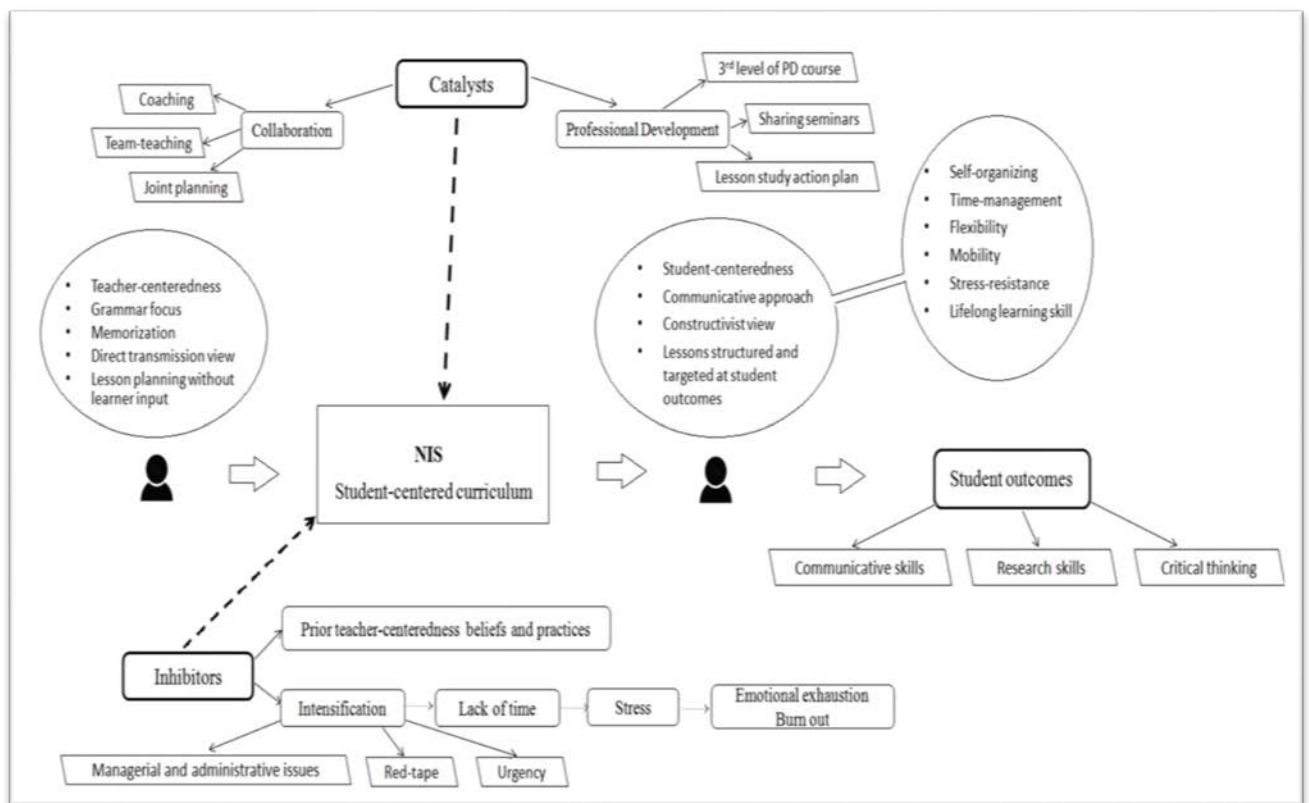 Catalysts
Collaboration
Coaching
Team-teaching
Joint planning
Professional Development
3rd level of PD course
Sharing seminars
Lesson study action plan
• Teacher-centeredness
• Grammar focus
• Memorization
• Direct transmission view
• Lesson planning without
learner input
• Student-centeredness
• Communicative approach
• Constructivist view
• Lessons structured and
targeted at student
outcomes
• Self-organizing
• Time-management
• Flexibility
• Mobility
• Stress-resistance
• Lifelong learning skill
NIS
Student-centered curriculum
Student outcomes
Communicative skills
Research skills
Critical thinking
Inhibitors
Prior teacher-centeredness beliefs and practices
Intensification
Lack of time
Stress
Emotional exhaustion
Burn out
Managerial and administrative issues
Red-tape
Urgency